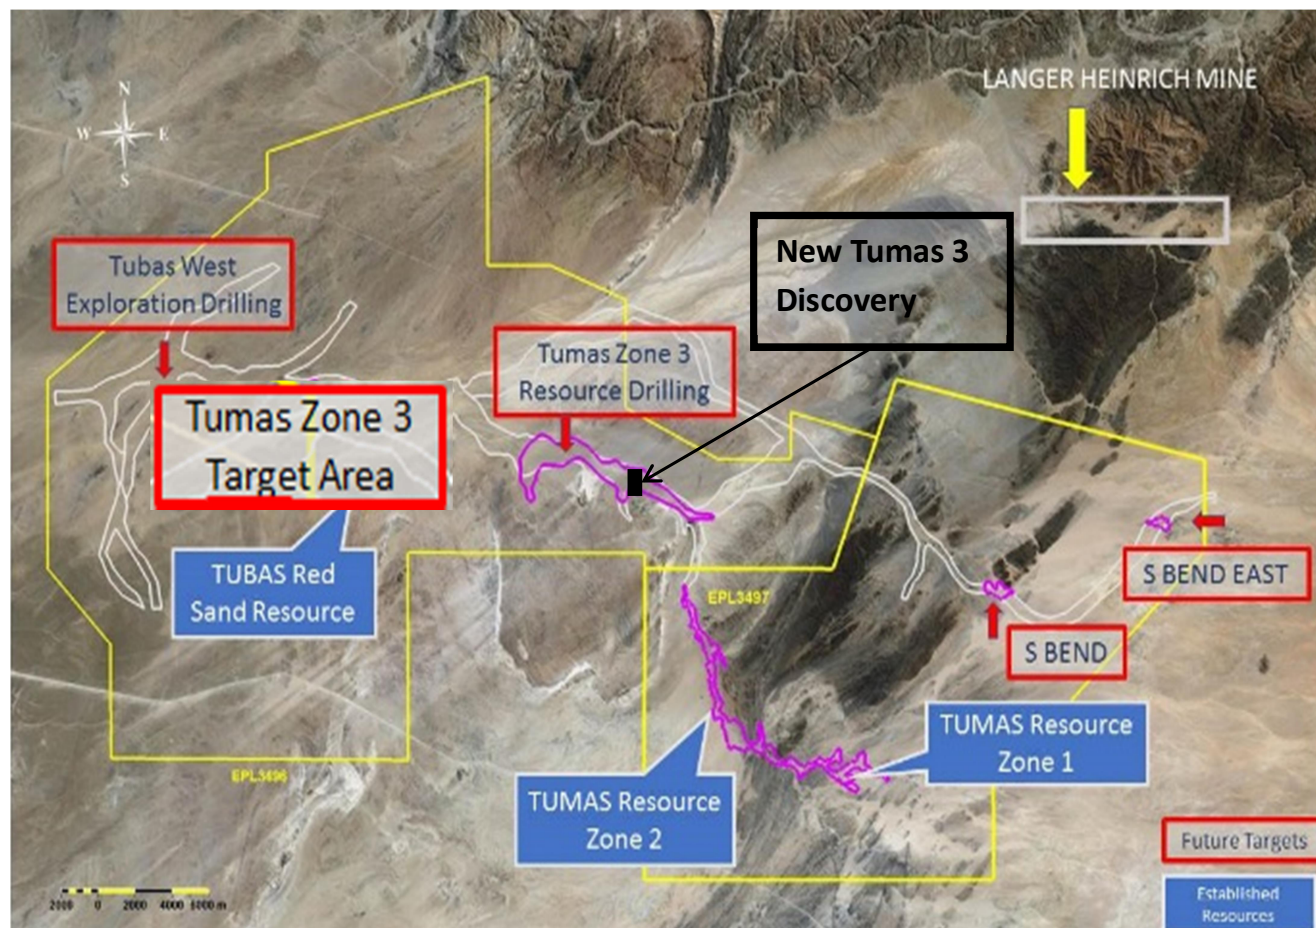 LANGER HEINRICH MINE
N
W E
S
New Tumas 3
Discovery
Tubas West
Exploration Drilling
Tumas Zone 3
Resource Drilling
Tumas Zone 3
Target Area
TUBAS Red
Sand Resource
S BEND EAST
EPL3497
S BEND
TUMAS Resource
Zone 1
EPL3496
TUMAS Resource
Zone 2
Future Targets
2000 0 2000 4000 6000 m
Established
Resources